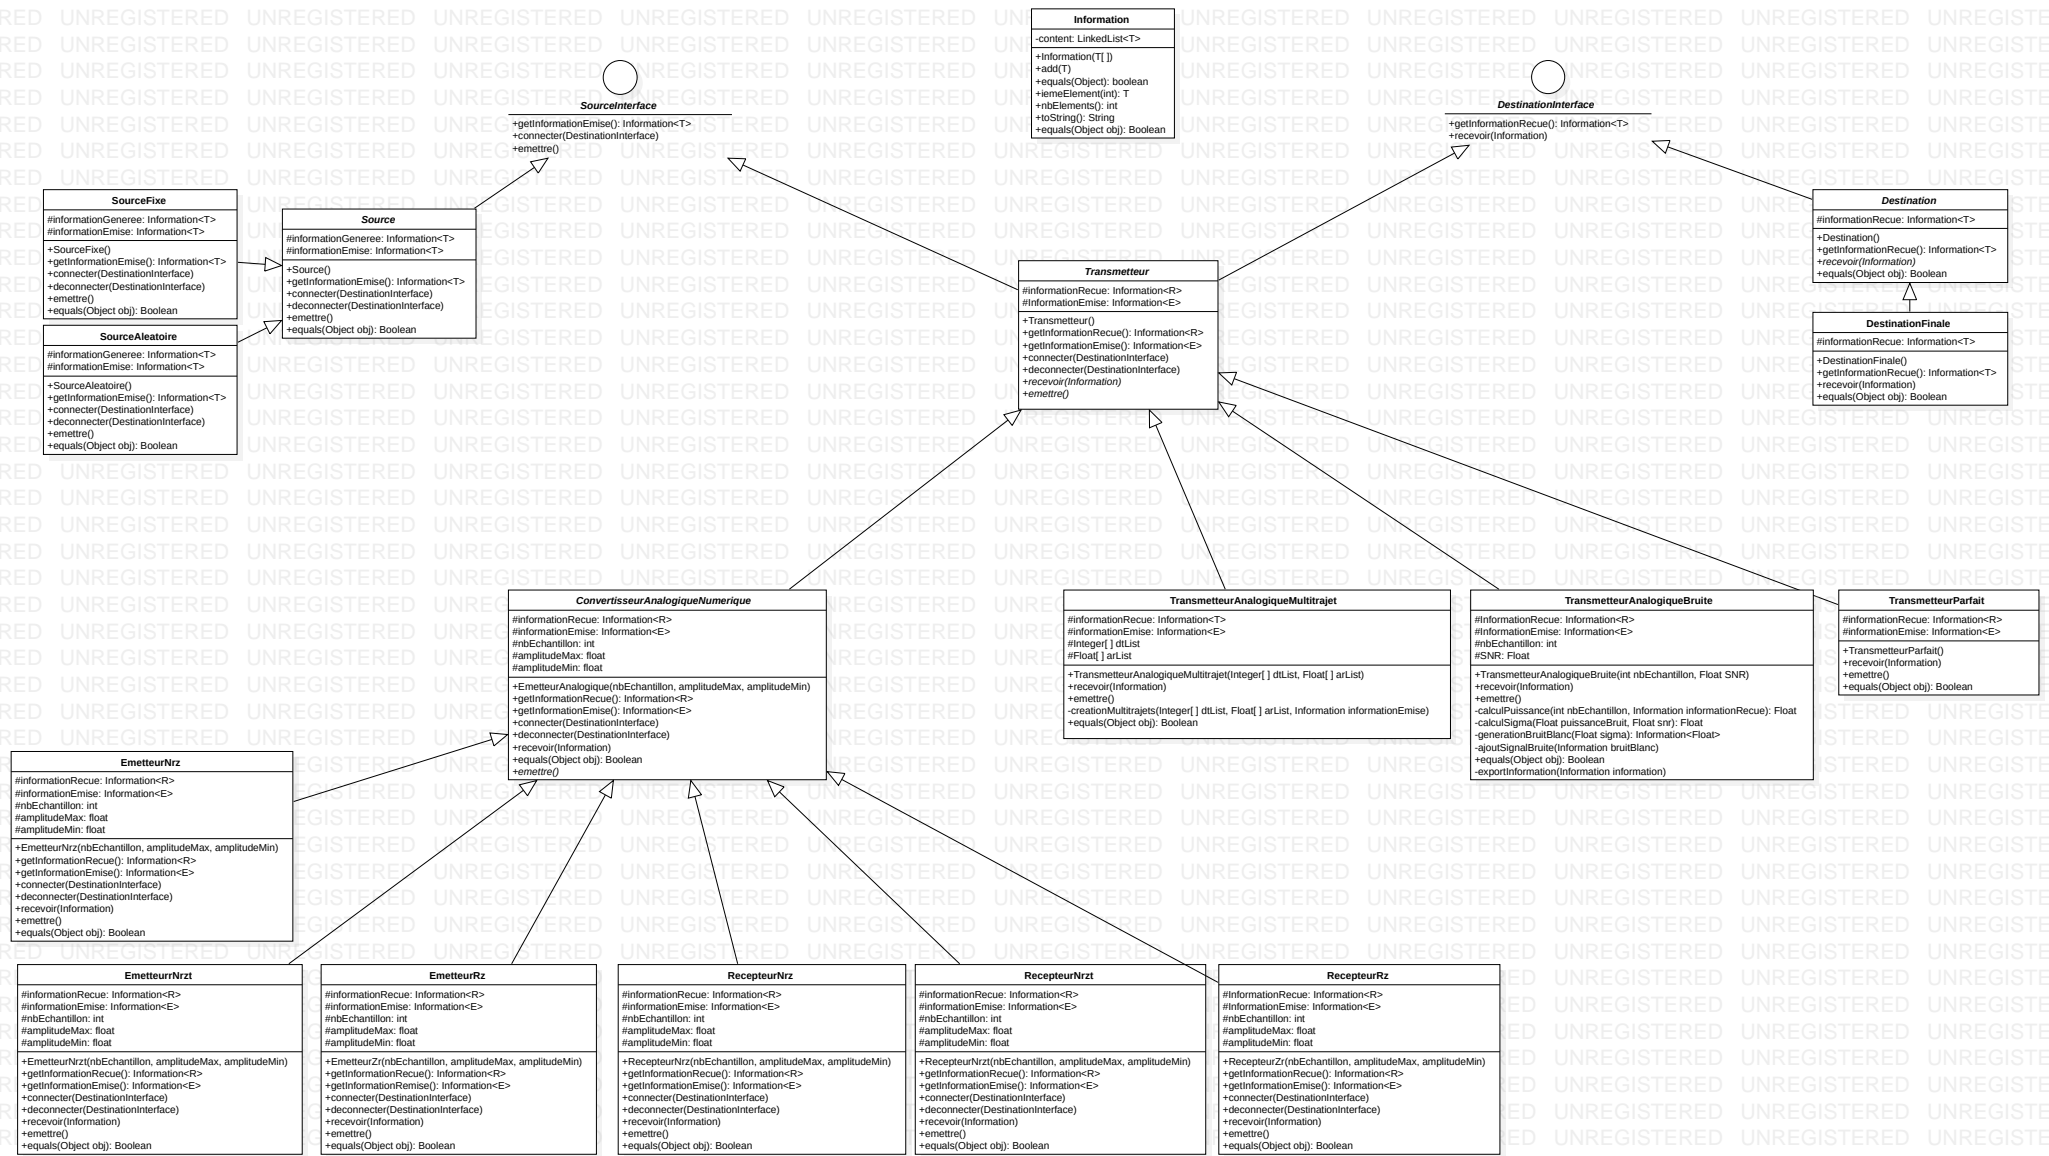 Information
-content: LinkedList<T>
+Information(T[ ])
+add(T)
+equals(Object): boolean
+iemeElement(int): T
+nbElements(): int
+toString(): String
+equals(Object obj): Boolean
SourceInterface
+getInformationEmise(): Information<T>
+connecter(DestinationInterface)
+emettre()
DestinationInterface
+getInformationRecue(): Information<T>
+recevoir(Information)
SourceFixe
#informationGeneree: Information<T>
#informationEmise: Information<T>
+SourceFixe()
+getInformationEmise(): Information<T>
+connecter(DestinationInterface)
+deconnecter(DestinationInterface)
+emettre()
+equals(Object obj): Boolean
Source
#informationGeneree: Information<T>
#informationEmise: Information<T>
+Source()
+getInformationEmise(): Information<T>
+connecter(DestinationInterface)
+deconnecter(DestinationInterface)
+emettre()
+equals(Object obj): Boolean
SourceAleatoire
#informationGeneree: Information<T>
#informationEmise: Information<T>
+SourceAleatoire()
+getInformationEmise(): Information<T>
+connecter(DestinationInterface)
+deconnecter(DestinationInterface)
+emettre()
+equals(Object obj): Boolean
Transmetteur
#informationRecue: Information<R>
#InformationEmise: Information<E>
+Transmetteur()
+getInformationRecue(): Information<R>
+getInformationEmise(): Information<E>
+connecter(DestinationInterface)
+deconnecter(DestinationInterface)
+recevoir(Information)
+emettre()
Destination
#informationRecue: Information<T>
+Destination()
+getInformationRecue(): Information<T>
+recevoir(Information)
+equals(Object obj): Boolean
DestinationFinale
#informationRecue: Information<T>
+DestinationFinale()
+getInformationRecue(): Information<T>
+recevoir(Information)
+equals(Object obj): Boolean
ConvertisseurAnalogiqueNumerique
#informationRecue: Information<R>
#informationEmise: Information<E>
#nbEchantillon: int
#amplitudeMax: float
#amplitudeMin: float
+EmetteurAnalogique(nbEchantillon, amplitudeMax, amplitudeMin)
+getInformationRecue(): Information<R>
+getInformationEmise(): Information<E>
+connecter(DestinationInterface)
+deconnecter(DestinationInterface)
+recevoir(Information)
+equals(Object obj): Boolean
+emettre()
TransmetteurAnalogiqueMultitrajet
#informationRecue: Information<T>
#informationEmise: Information<E>
#Integer[ ] dtList
#Float[ ] arList
+TransmetteurAnalogiqueMultitrajet(Integer[ ] dtList, Float[ ] arList)
+recevoir(Information)
+emettre()
-creationMultitrajets(Integer[ ] dtList, Float[ ] arList, Information informationEmise)
+equals(Object obj): Boolean
TransmetteurAnalogiqueBruite
#InformationRecue: Information<R>
#InformationEmise: Information<E>
#nbEchantillon: int
#SNR: Float
+TransmetteurAnalogiqueBruite(int nbEchantillon, Float SNR)
+recevoir(Information)
+emettre()
-calculPuissance(int nbEchantillon, Information informationRecue): Float
-calculSigma(Float puissanceBruit, Float snr): Float
-generationBruitBlanc(Float sigma): Information<Float>
-ajoutSignalBruite(Information bruitBlanc)
+equals(Object obj): Boolean
-exportInformation(Information information)
TransmetteurParfait
#informationRecue: Information<R>
#informationEmise: Information<E>
+TransmetteurParfait()
+recevoir(Information)
+emettre()
+equals(Object obj): Boolean
EmetteurNrz
#informationRecue: Information<R>
#informationEmise: Information<E>
#nbEchantillon: int
#amplitudeMax: float
#amplitudeMin: float
+EmetteurNrz(nbEchantillon, amplitudeMax, amplitudeMin)
+getInformationRecue(): Information<R>
+getInformationEmise(): Information<E>
+connecter(DestinationInterface)
+deconnecter(DestinationInterface)
+recevoir(Information)
+emettre()
+equals(Object obj): Boolean
EmetteurrNrzt
#informationRecue: Information<R>
#informationEmise: Information<E>
#nbEchantillon: int
#amplitudeMax: float
#amplitudeMin: float
+EmetteurNrzt(nbEchantillon, amplitudeMax, amplitudeMin)
+getInformationRecue(): Information<R>
+getInformationEmise(): Information<E>
+connecter(DestinationInterface)
+deconnecter(DestinationInterface)
+recevoir(Information)
+emettre()
+equals(Object obj): Boolean
EmetteurRz
#informationRecue: Information<R>
#informationEmise: Information<E>
#nbEchantillon: int
#amplitudeMax: float
#amplitudeMin: float
+EmetteurZr(nbEchantillon, amplitudeMax, amplitudeMin)
+getInformationRecue(): Information<R>
+getInformationRemise(): Information<E>
+connecter(DestinationInterface)
+deconnecter(DestinationInterface)
+recevoir(Information)
+emettre()
+equals(Object obj): Boolean
RecepteurNrz
#informationRecue: Information<R>
#informationEmise: Information<E>
#nbEchantillon: int
#amplitudeMax: float
#amplitudeMin: float
+RecepteurNrz(nbEchantillon, amplitudeMax, amplitudeMin)
+getInformationRecue(): Information<R>
+getInformationEmise(): Information<E>
+connecter(DestinationInterface)
+deconnecter(DestinationInterface)
+recevoir(Information)
+emettre()
+equals(Object obj): Boolean
RecepteurNrzt
#informationRecue: Information<R>
#informationEmise: Information<E>
#nbEchantillon: int
#amplitudeMax: float
#amplitudeMin: float
+RecepteurNrzt(nbEchantillon, amplitudeMax, amplitudeMin)
+getInformationRecue(): Information<R>
+getInformationEmise(): Information<E>
+connecter(DestinationInterface)
+deconnecter(DestinationInterface)
+recevoir(Information)
+emettre()
+equals(Object obj): Boolean
RecepteurRz
#InformationRecue: Information<R>
#InformationEmise: Information<E>
#nbEchantillon: int
#amplitudeMax: float
#amplitudeMin: float
+RecepteurZr(nbEchantillon, amplitudeMax, amplitudeMin)
+getInformationRecue(): Information<R>
+getInformationEmise(): Information<E>
+connecter(DestinationInterface)
+deconnecter(DestinationInterface)
+recevoir(Information)
+emettre()
+equals(Object obj): Boolean